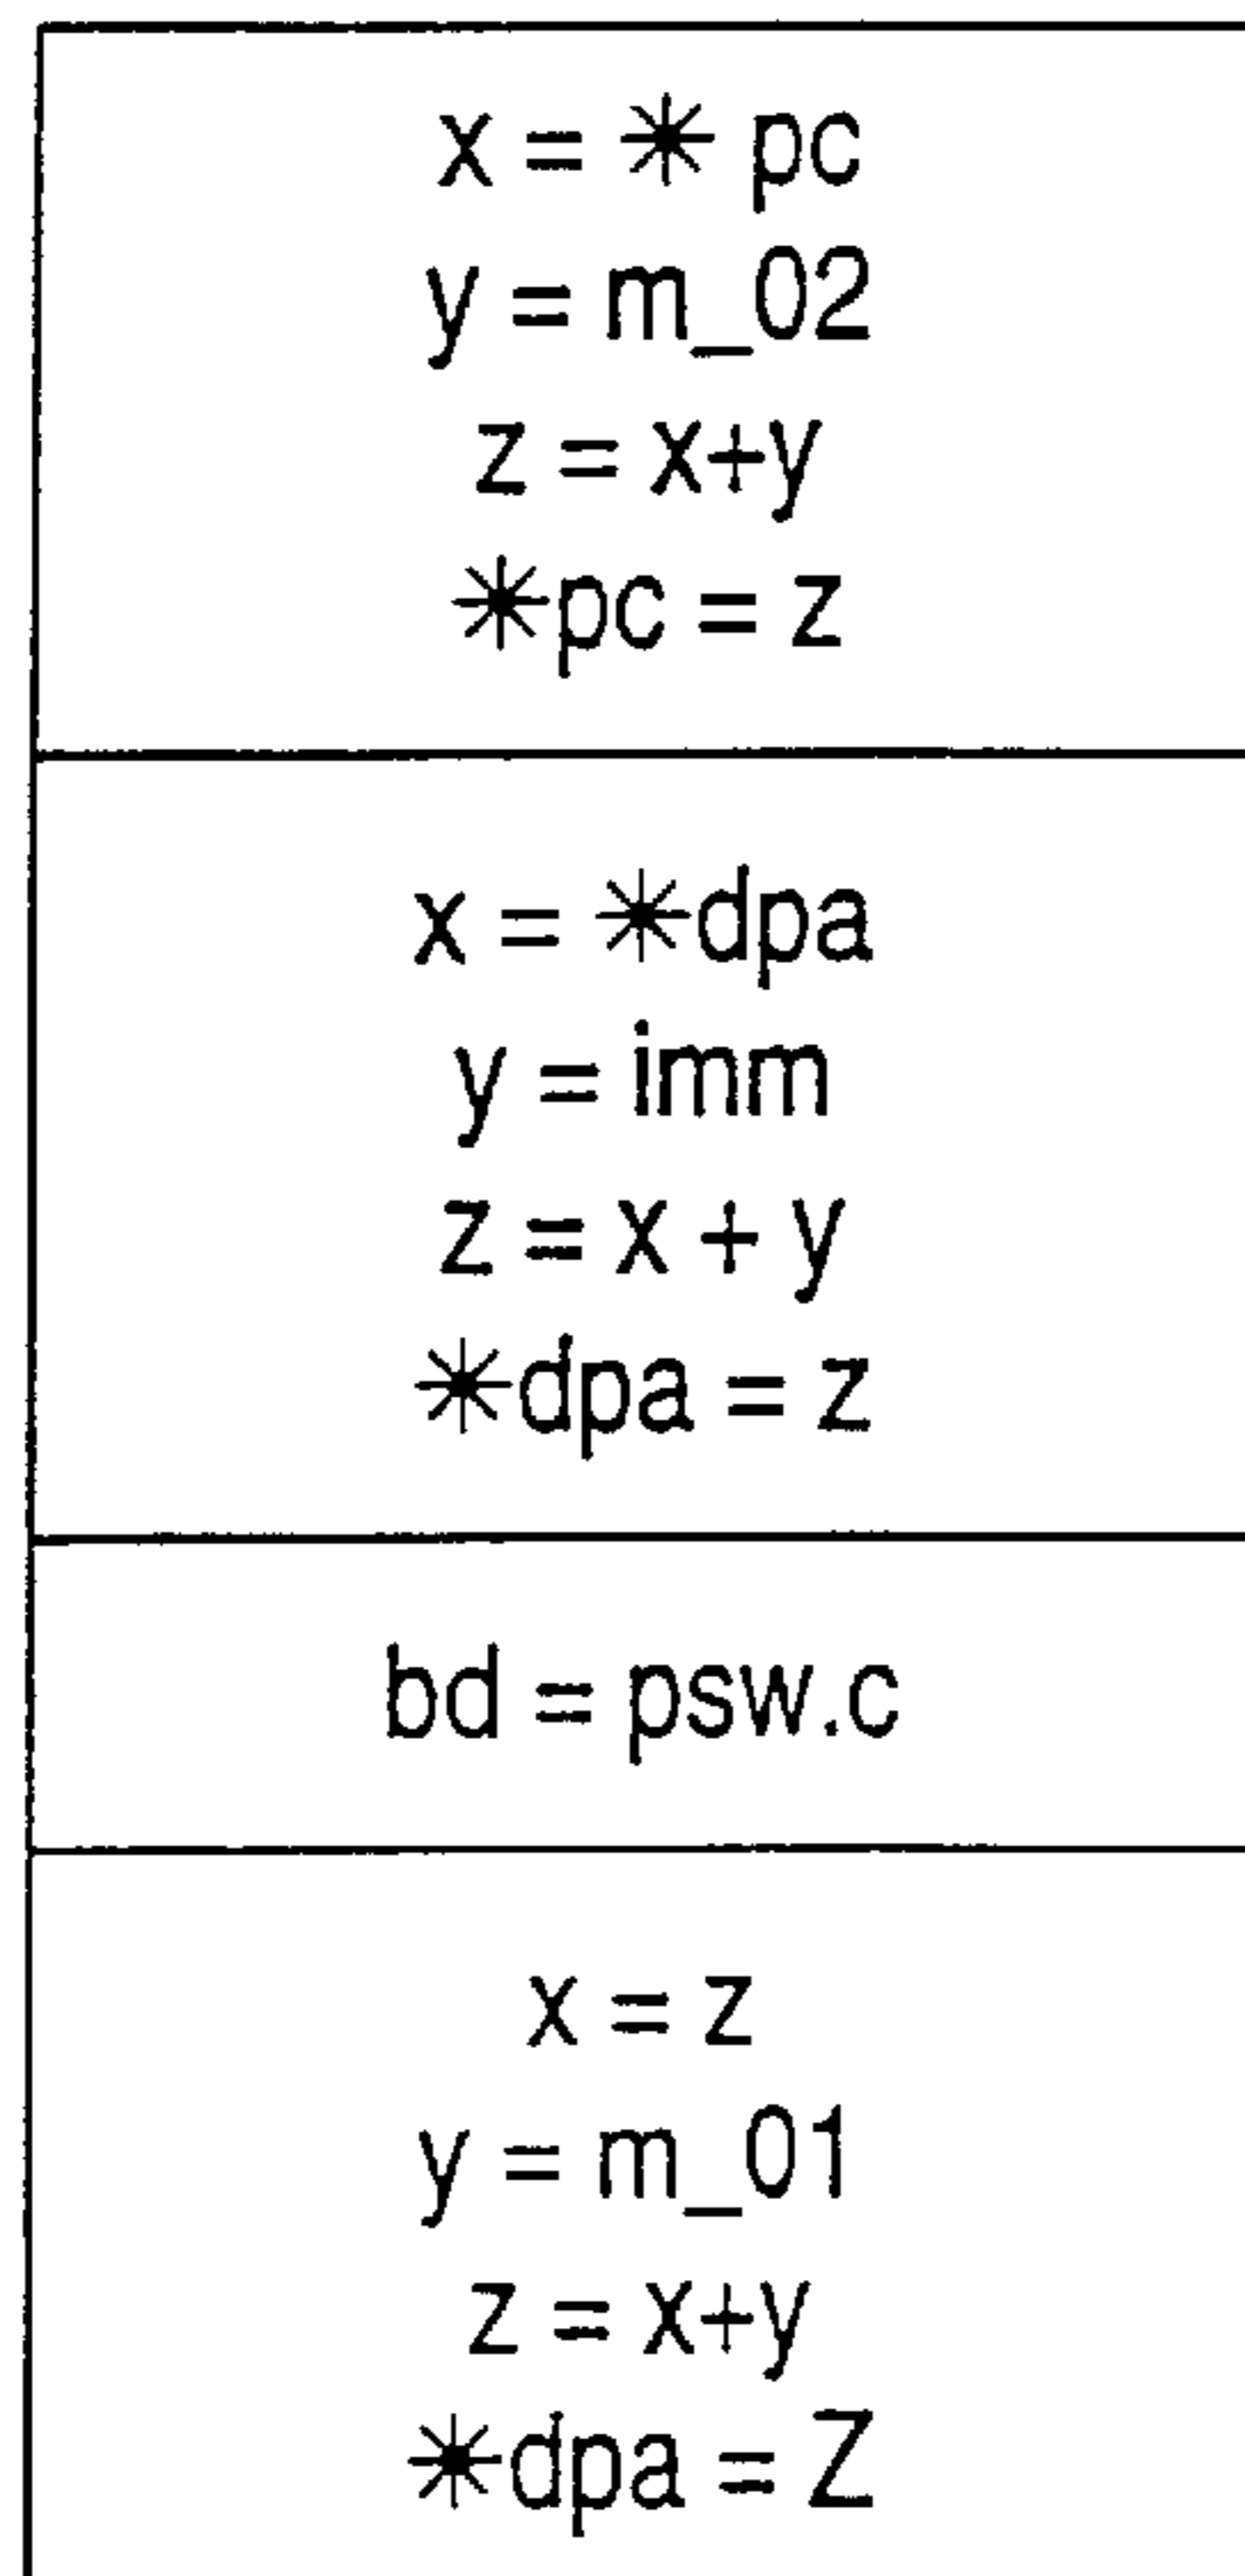 x = * pc
y = m_02
z = x+y
*pc = z
x = *dpa
y = imm
z = x + y
*dpa = z
bd = psw.c
x = z
y = m_01
z = x+y
*dpa = Z